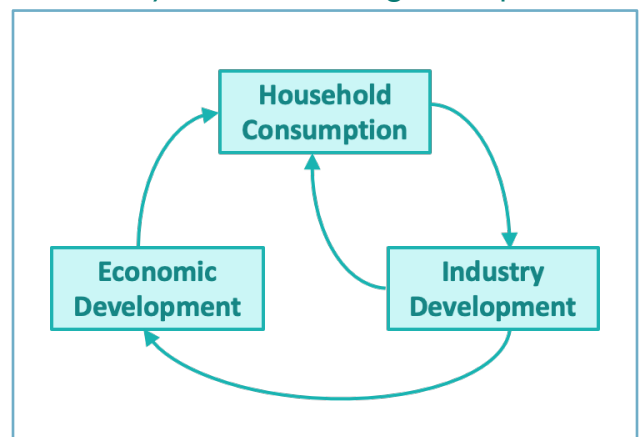 Household
Consumption
Economic
Development
Industry
Development